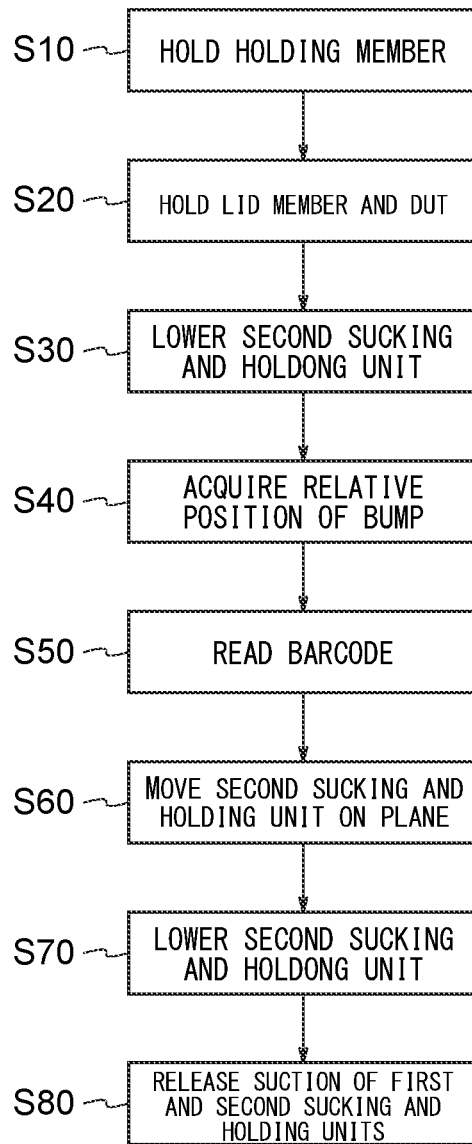 S10 HOLD HOLDING MEMBER
S20 HOLD LID MEMBER AND DUT
S30 LOWER SECOND SUCKING
AND HOLDONG UNIT
S40 ACQUIRE RELATIVE
POSITION OF BUMP
S50 READ BARCODE
S60 MOVE SECOND SUCKING AND
HOLDING UNIT ON PLANE
S70 LOWER SECOND SUCKING
AND HOLDONG UNIT
S80 RELEASE SUCTION OF FIRST
AND SECOND SUCKING AND
HOLDING UNITS